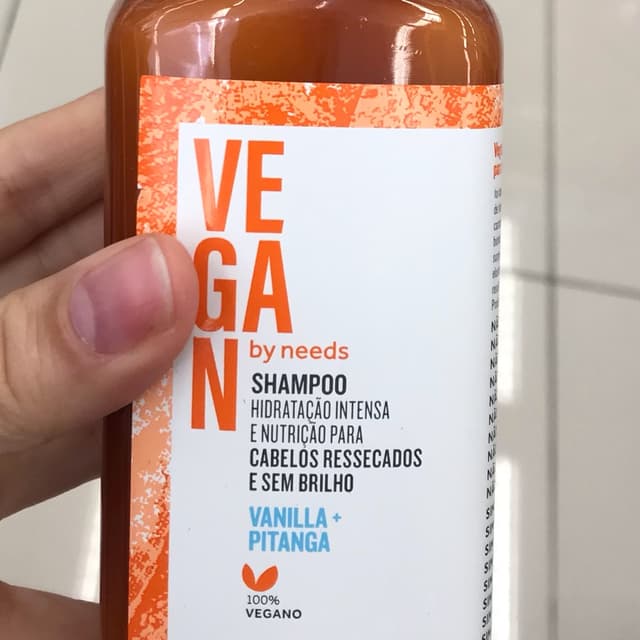 VE
GA
N
by needs
SHAMPOO
HIDRATAÇÃO INTENSA
E NUTRIÇÃO PARA
CABELOS RESSECADOS
E SEM BRILHO
VANILLA +
PITANGA
100%
VEGANO